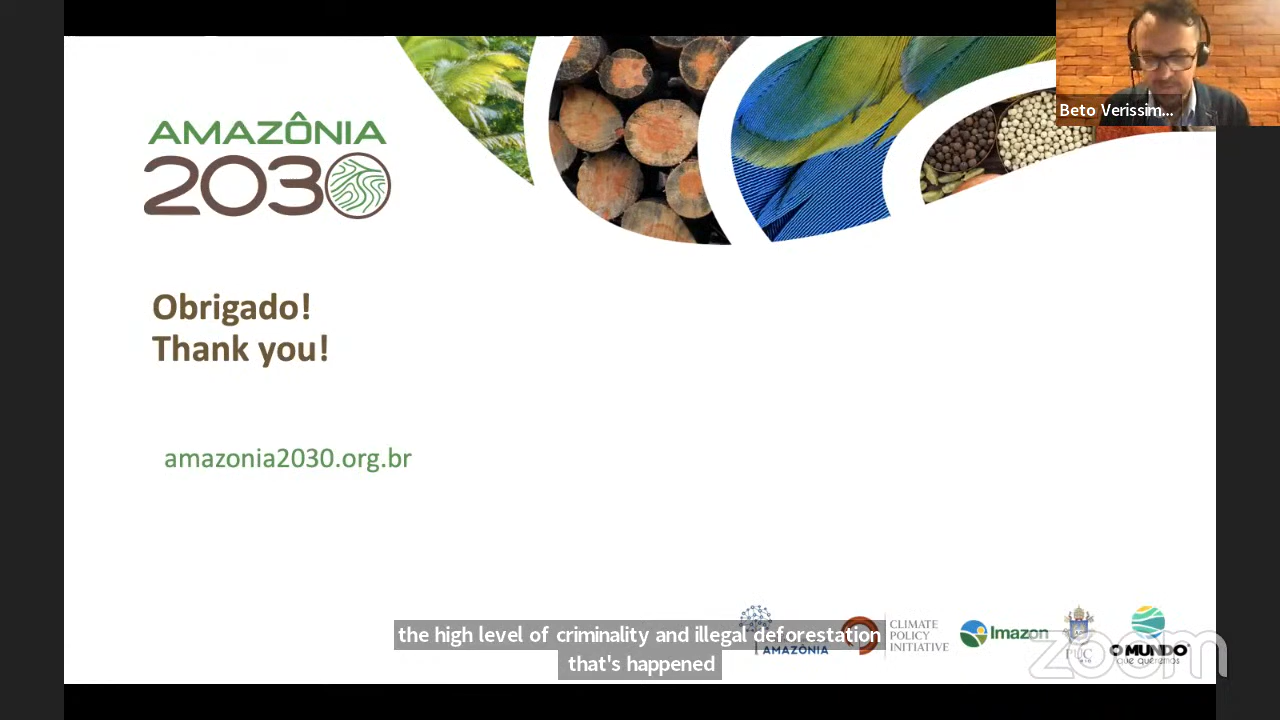 Beto Verissim...
AMAZÔNIA
2030
Obrigado!
Thank you!
amazonia2030.org.br
the high level of criminality and illegal deforestation
that's happened
AMAZÔNIA
CLIMATE
POLICY
INITIATIVE
Imazon
PUC
O MUNDO
que queremos
zoom